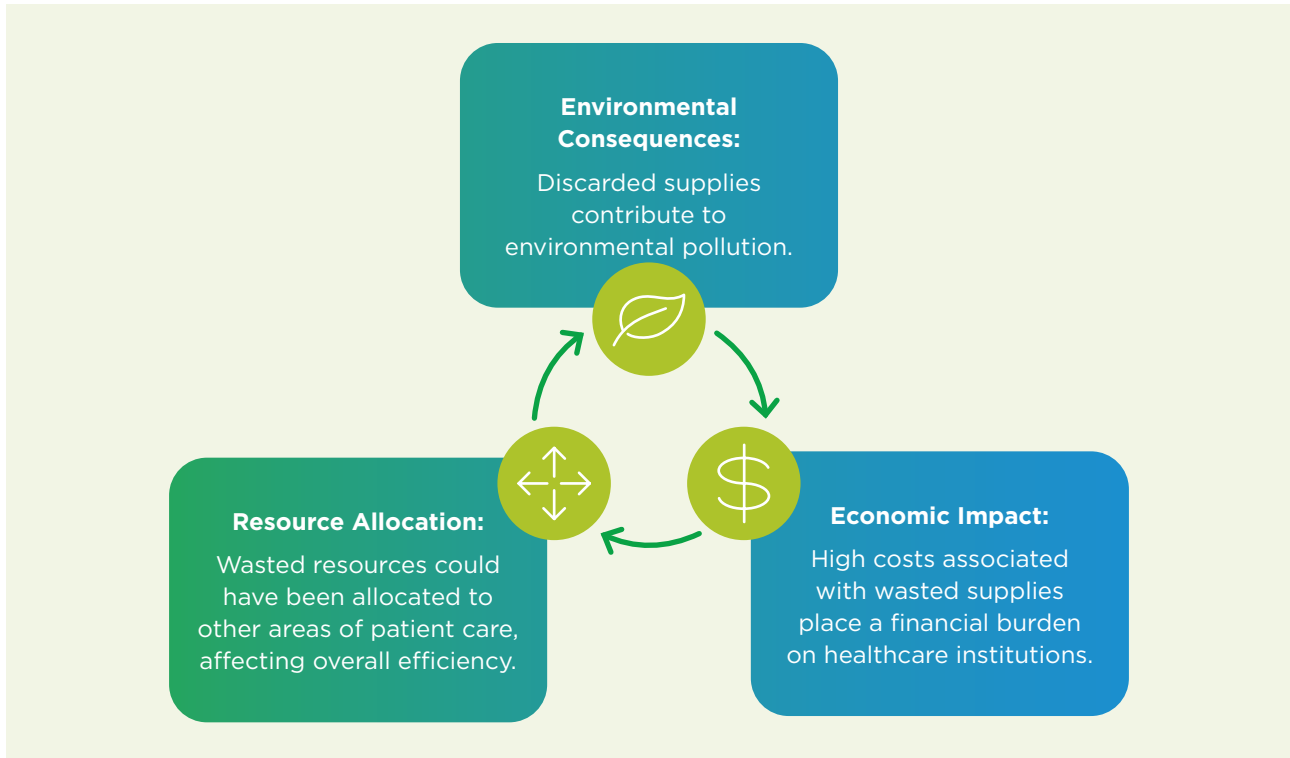 Environmental
Consequences:
Discarded supplies
contribute to
environmental pollution.
Resource Allocation:
Wasted resources could
have been allocated to
other areas of patient care,
affecting overall efficiency.
Economic Impact:
High costs associated
with wasted supplies
place a financial burden
on healthcare institutions.